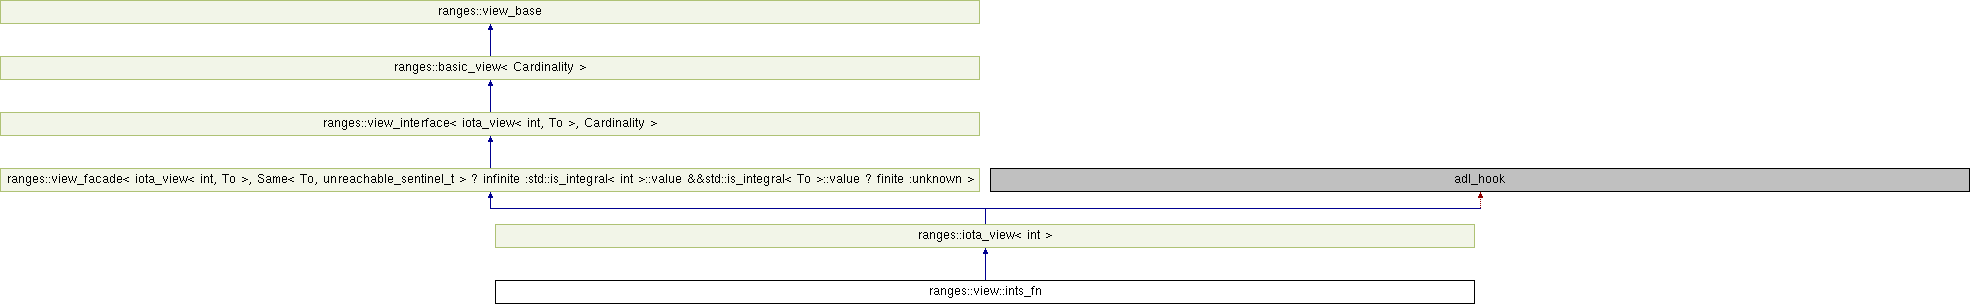 ranges::view_base
ranges::basic_view< Cardinality >
ranges::view_interface< iota_view< int, To >, Cardinality >
ranges::view_facade< iota_view< int, To >, Same< To, unreachable_sentinel_t > ? infinite :std::is_integral< int >::value &&std::is_integral< To >::value ? finite :unknown >
adl_hook
ranges::iota_view< int >
ranges::view::ints_fn